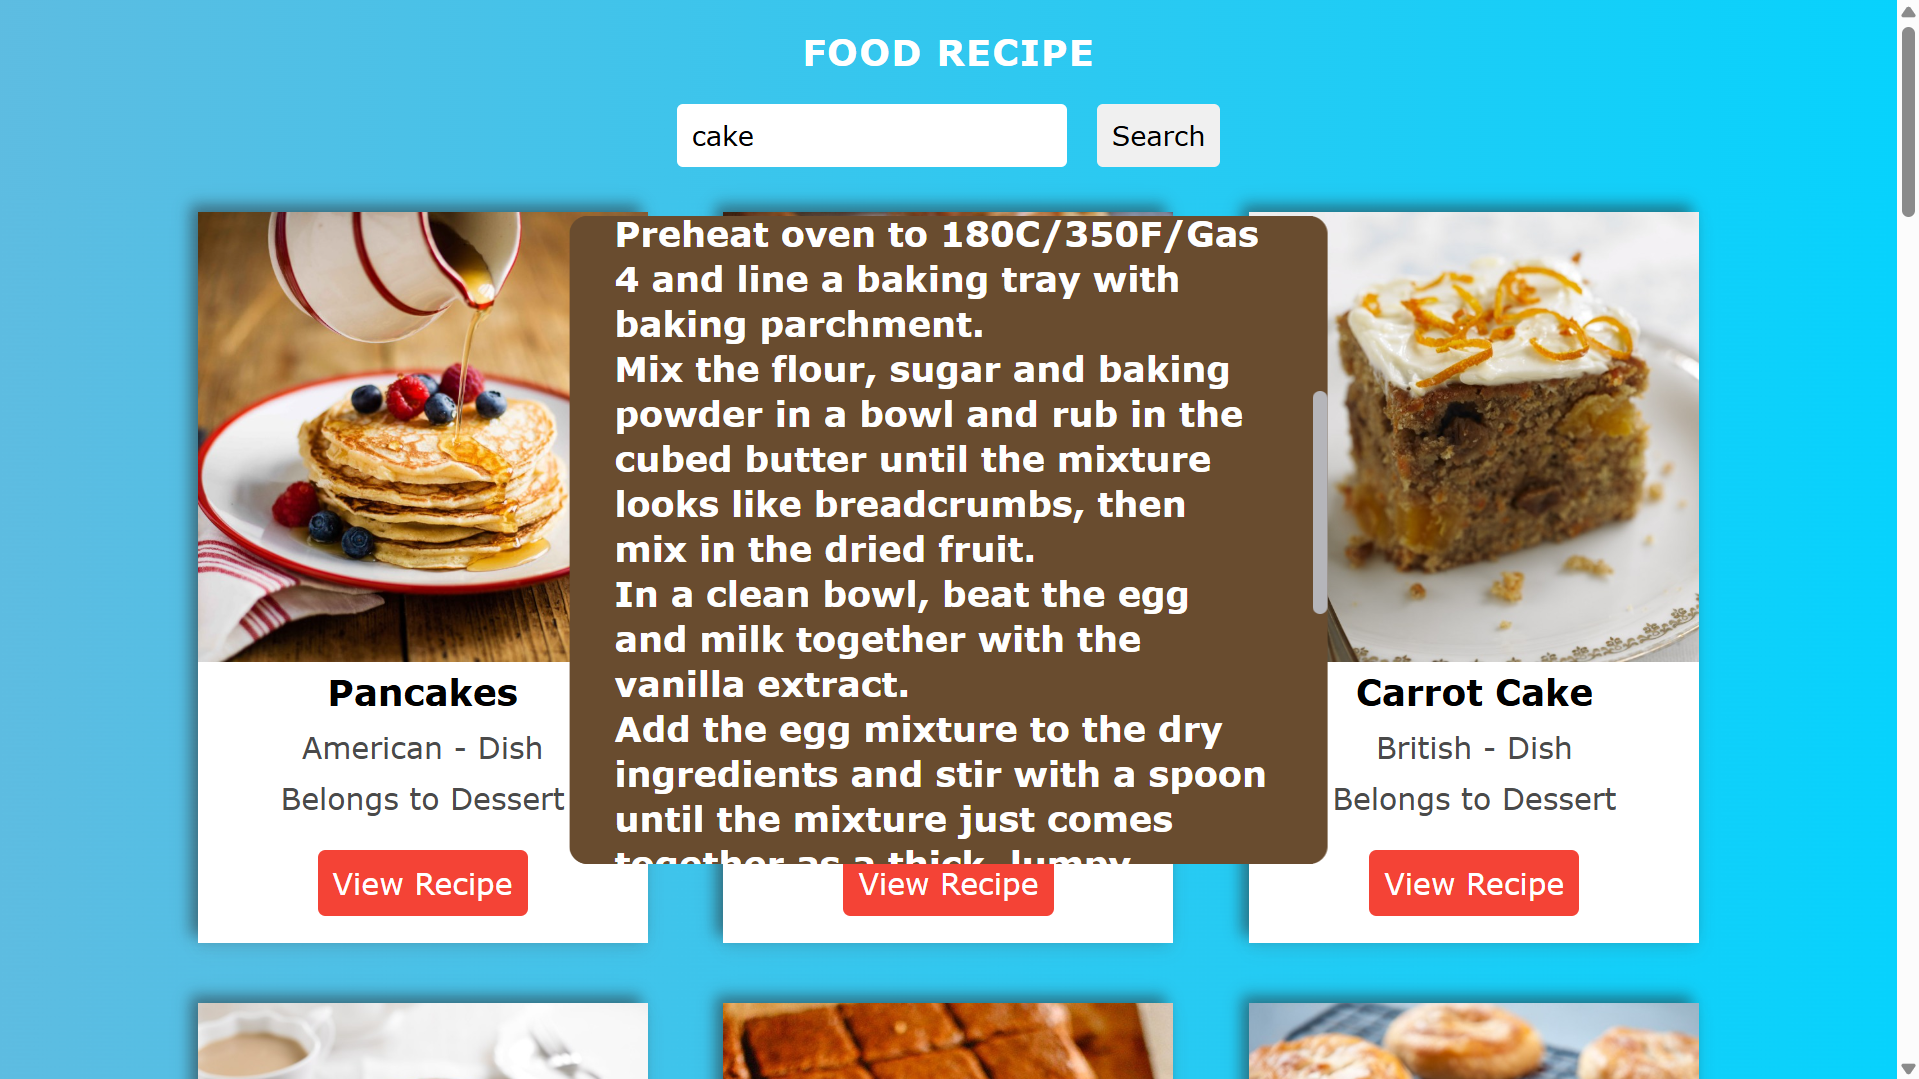 FOOD RECIPE
cake
Search
Preheat oven to 180C/350F/Gas
4 and line a baking tray with
baking parchment.
Mix the flour, sugar and baking
powder in a bowl and rub in the
cubed butter until the mixture
looks like breadcrumbs, then
mix in the dried fruit.
In a clean bowl, beat the egg
and milk together with the
vanilla extract.
Add the egg mixture to the dry
ingredients and stir with a spoon
until the mixture just comes
together as a thick, lumpy
Pancakes
American - Dish
Belongs to Dessert
View Recipe
View Recipe
Carrot Cake
British - Dish
Belongs to Dessert
View Recipe